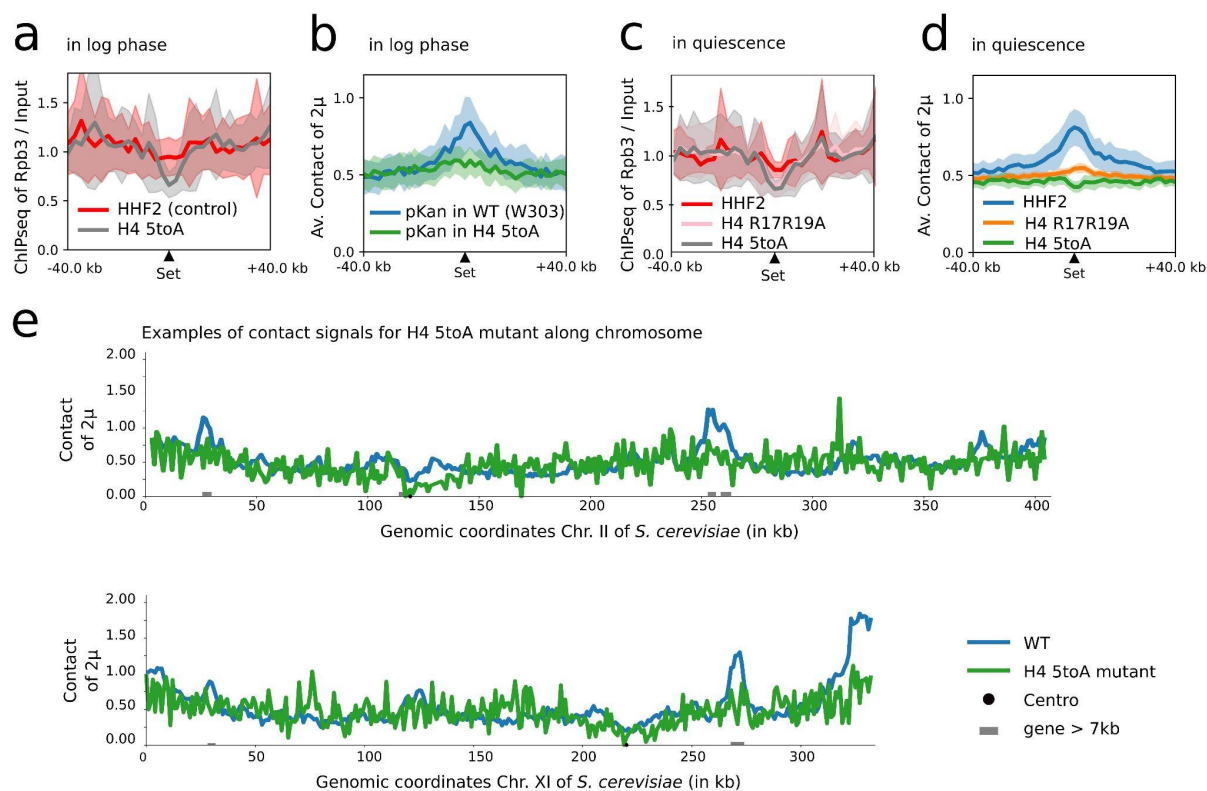 a in log phase
ChIPseq of Rpb3 / Input
1.5
1.0
0.5
0.0
HHF2 (control)
H4 5toA
-40.0 kb
Set
+40.0 kb
b in log phase
Av. Contact of 2μ
1.0
0.5
0.0
pKan in WT (W303)
pKan in H4 5toA
-40.0 kb
Set
+40.0 kb
c in quiescence
ChIPseq of Rpb3 / Input
1.5
1.0
0.5
0.0
HHF2
H4 R17R19A
H4 5toA
-40.0 kb
Set
+40.0 kb
d in quiescence
Av. Contact of 2μ
1.0
0.5
0.0
HHF2
H4 R17R19A
H4 5toA
-40.0 kb
Set
+40.0 kb
e
Examples of contact signals for H4 5toA mutant along chromosome
Contact
of 2μ
2.00
1.50
1.00
0.50
0.00
0 50 100 150 200 250 300 350 400
Genomic coordinates Chr. II of S. cerevisiae (in kb)
Contact
of 2μ
2.00
1.50
1.00
0.50
0.00
0 50 100 150 200 250 300
Genomic coordinates Chr. XI of S. cerevisiae (in kb)
WT
H4 5toA mutant
Centro
gene > 7kb